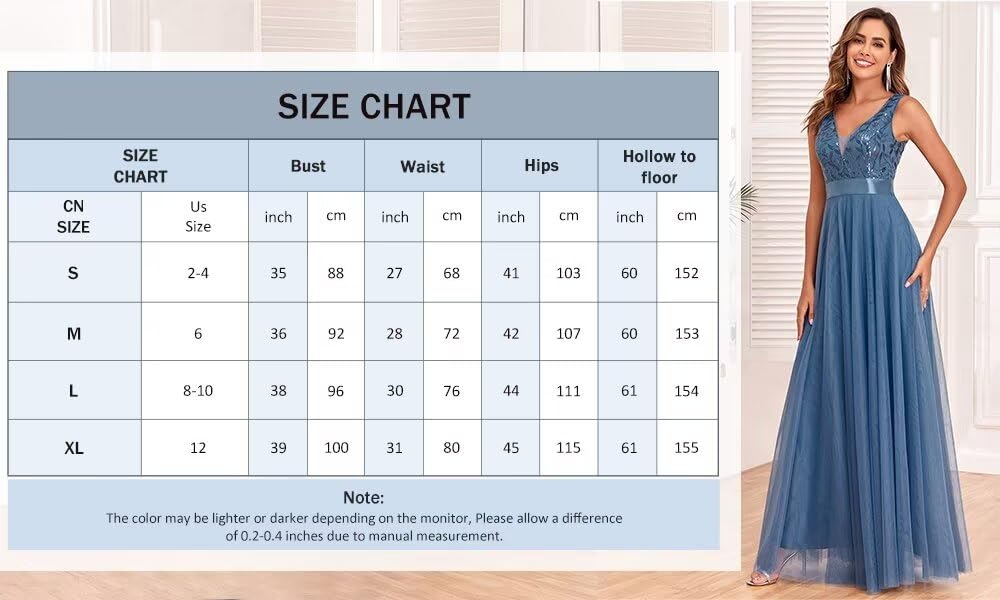 SIZE CHART
SIZE CHART Bust Waist Hips Hollow to floor
CN SIZE Us Size inch cm inch cm inch cm inch cm
S 2-4 35 88 27 68 41 103 60 152
M 6 36 92 28 72 42 107 60 153
L 8-10 38 96 30 76 44 111 61 154
XL 12 39 100 31 80 45 115 61 155
Note:
The color may be lighter or darker depending on the monitor, Please allow a difference
of 0.2-0.4 inches due to manual measurement.